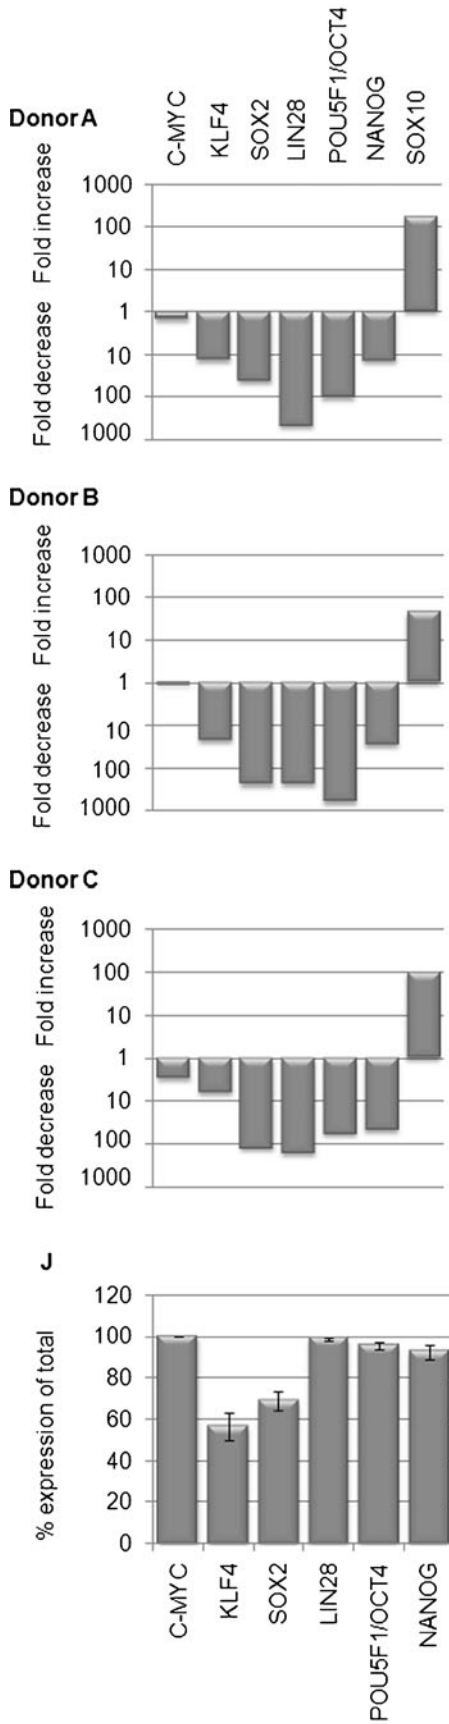 C-MYC KLF4 SOX2 LIN28 POU5F1/OCT4 NANOG SOX10
Donor A
Fold increase
Fold decrease
1000
100
10
1
10
100
1000
Donor B
Fold increase
Fold decrease
1000
100
10
1
10
100
1000
Donor C
Fold increase
Fold decrease
1000
100
10
1
10
100
1000
J
% expression of total
120
100
80
60
40
20
0
C-MYC KLF4 SOX2 LIN28 POU5F1/OCT4 NANOG